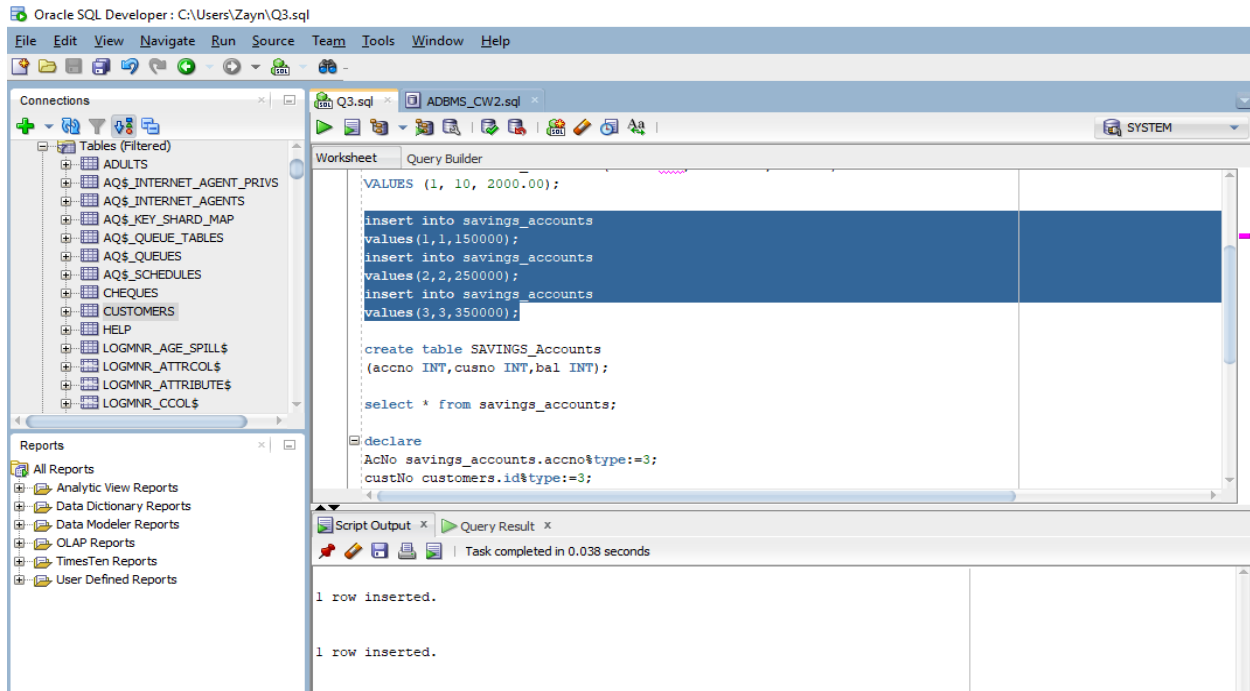 Oracle SQL Developer : C:\Users\Zayn\Q3.sql
File Edit View Navigate Run Source Team Tools Window Help
Connections
Tables (Filtered)
ADULTS
AQ$_INTERNET_AGENT_PRIVS
AQ$_INTERNET_AGENTS
AQ$_KEY_SHARD_MAP
AQ$_QUEUE_TABLES
AQ$_QUEUES
AQ$_SCHEDULES
CHEQUES
CUSTOMERS
HELP
LOGMNR_AGE_SPILL$
LOGMNR_ATTRCOL$
LOGMNR_ATTRIBUTE$
LOGMNR_CCOL$
Reports
All Reports
Analytic View Reports
Data Dictionary Reports
Data Modeler Reports
OLAP Reports
TimesTen Reports
User Defined Reports
Q3.sql ADBMS_CW2.sql
SYSTEM
Worksheet Query Builder
VALUES (1, 10, 2000.00);
insert into savings_accounts
values(1,1,150000);
insert into savings_accounts
values(2,2,250000);
insert into savings_accounts
values(3,3,350000);
create table SAVINGS_Accounts
(accno INT,cusno INT,bal INT);
select * from savings_accounts;
declare
AcNo savings_accounts.accno%type:=3;
custNo customers.id%type:=3;
Script Output Query Result
Task completed in 0.038 seconds
1 row inserted.
1 row inserted.